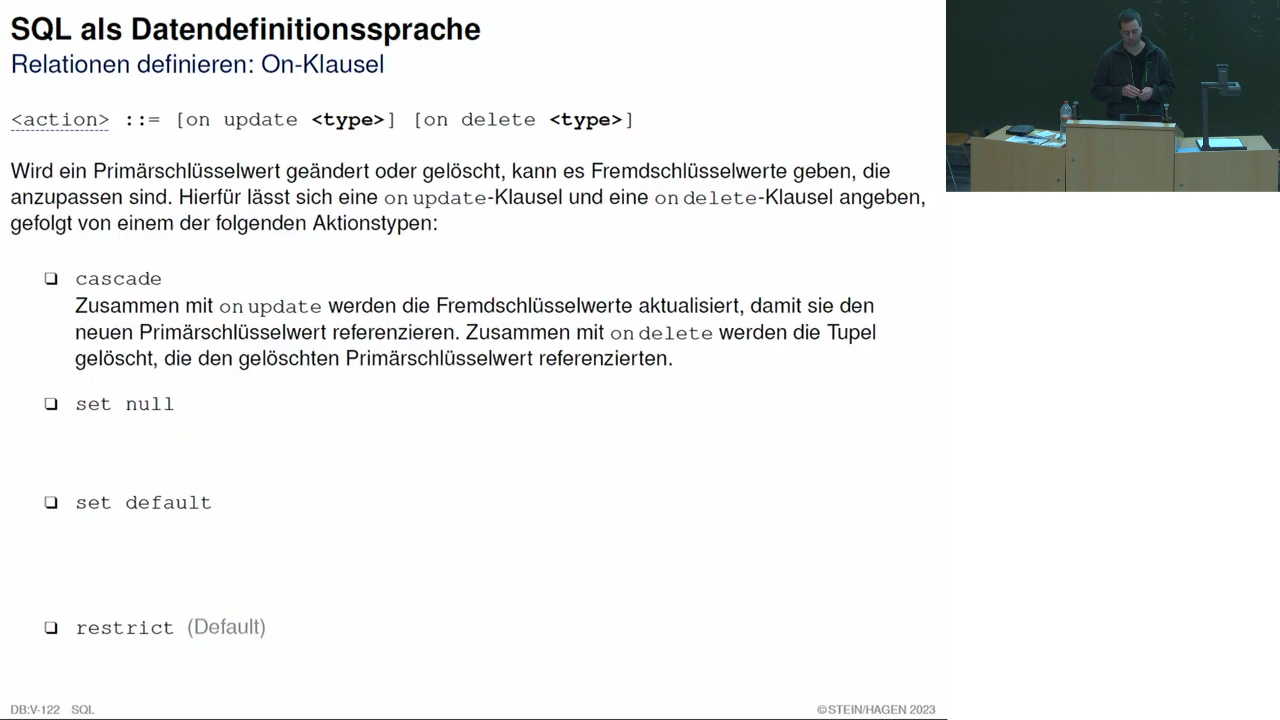 SQL als Datendefinitionssprache
Relationen definieren: On-Klausel
<action> ::= [on update <type>] [on delete <type>]
Wird ein Primärschlüsselwert geändert oder gelöscht, kann es Fremdschlüsselwerte geben, die
anzupassen sind. Hierfür lässt sich eine on update-Klausel und eine on delete-Klausel angeben,
gefolgt von einem der folgenden Aktionstypen:
❑ cascade
Zusammen mit on update werden die Fremdschlüsselwerte aktualisiert, damit sie den
neuen Primärschlüsselwert referenzieren. Zusammen mit on delete werden die Tupel
gelöscht, die den gelöschten Primärschlüsselwert referenzierten.
❑ set null
❑ set default
❑ restrict (Default)
DB:V-122 SQL
©STEIN/HAGEN 2023